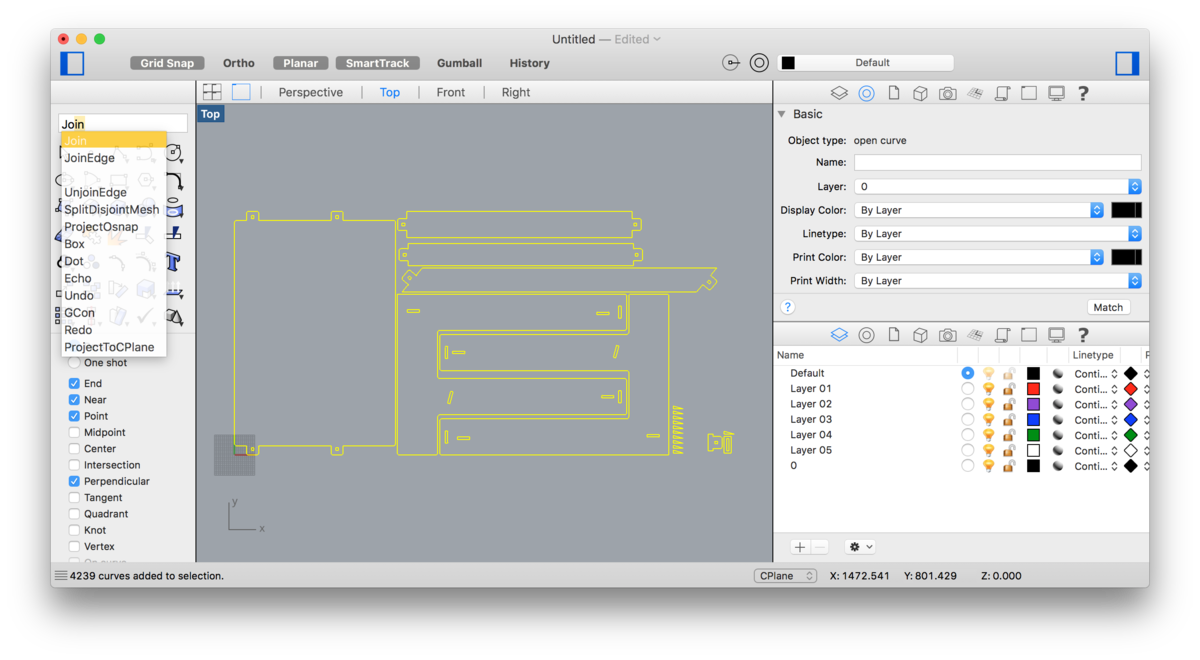 Untitled — Edited
Grid Snap Ortho Planar SmartTrack Gumball History
Default
Perspective Top Front Right
Top
Join
Join
JoinEdge
UnjoinEdge
SplitDisjointMesh
ProjectOsnap
Box
Dot
Echo
Undo
GCon
Redo
ProjectToCPlane
One shot
End
Near
Point
Midpoint
Center
Intersection
Perpendicular
Tangent
Quadrant
Knot
Vertex
y
x
Basic
Object type: open curve
Name:
Layer: 0
Display Color: By Layer
Linetype: By Layer
Print Color: By Layer
Print Width: By Layer
? Match
Name Linetype P
Default Conti...
Layer 01 Conti...
Layer 02 Conti...
Layer 03 Conti...
Layer 04 Conti...
Layer 05 Conti...
0 Conti...
4239 curves added to selection.
CPlane X: 1472.541 Y: 801.429 Z: 0.000